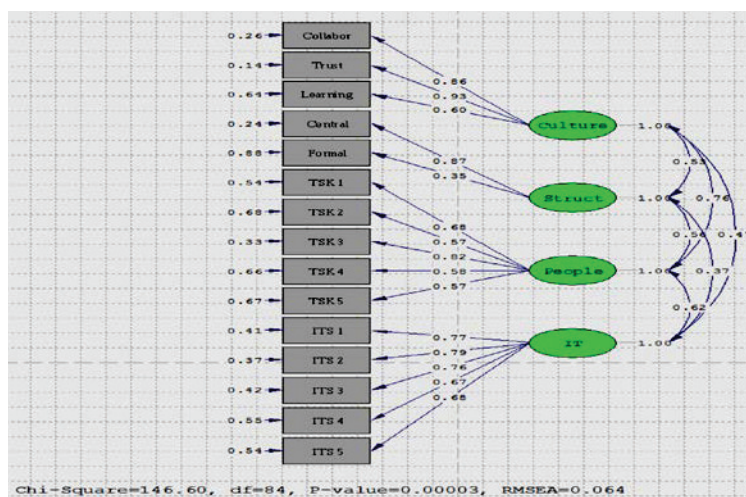 0.26 Collabor
0.14 Trust
0.86
0.93
0.64 Learning
0.60
0.24 Central
Culture 1.00
0.88 Formal
0.87
0.35
0.53
0.54 TSK 1
0.76
0.68 TSK 2
Struct 1.00
0.68
0.57
0.56
0.33 TSK 3
0.82
0.66 TSK 4
0.58
People 1.00
0.37
0.67 TSK 5
0.57
0.62
0.41 ITS 1
0.77
0.37 ITS 2
0.79
IT 1.00
0.42 ITS 3
0.76
0.67
0.55 ITS 4
0.68
0.54 ITS 5
Chi-Square=146.60, df=84, P-value=0.00003, RMSEA=0.064